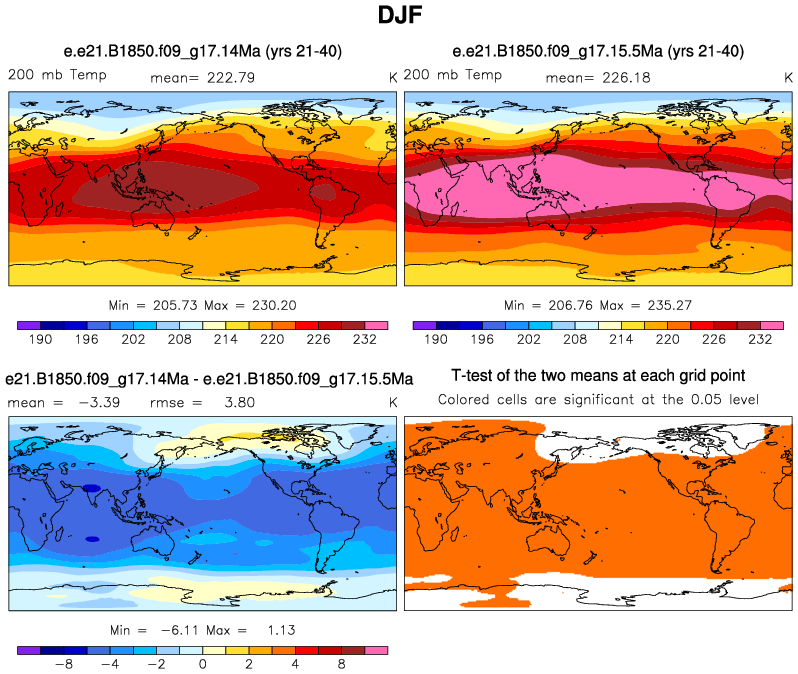 DJF
e.e21.B1850.f09_g17.14Ma (yrs 21-40)
200 mb Temp mean= 222.79 K
Min = 205.73 Max = 230.20
190 196 202 208 214 220 226 232
e.e21.B1850.f09_g17.15.5Ma (yrs 21-40)
200 mb Temp mean= 226.18 K
Min = 206.76 Max = 235.27
190 196 202 208 214 220 226 232
e21.B1850.f09_g17.14Ma - e.e21.B1850.f09_g17.15.5Ma
mean = -3.39 rmse = 3.80 K
Min = -6.11 Max = 1.13
-8 -4 -2 0 2 4 8
T-test of the two means at each grid point
Colored cells are significant at the 0.05 level